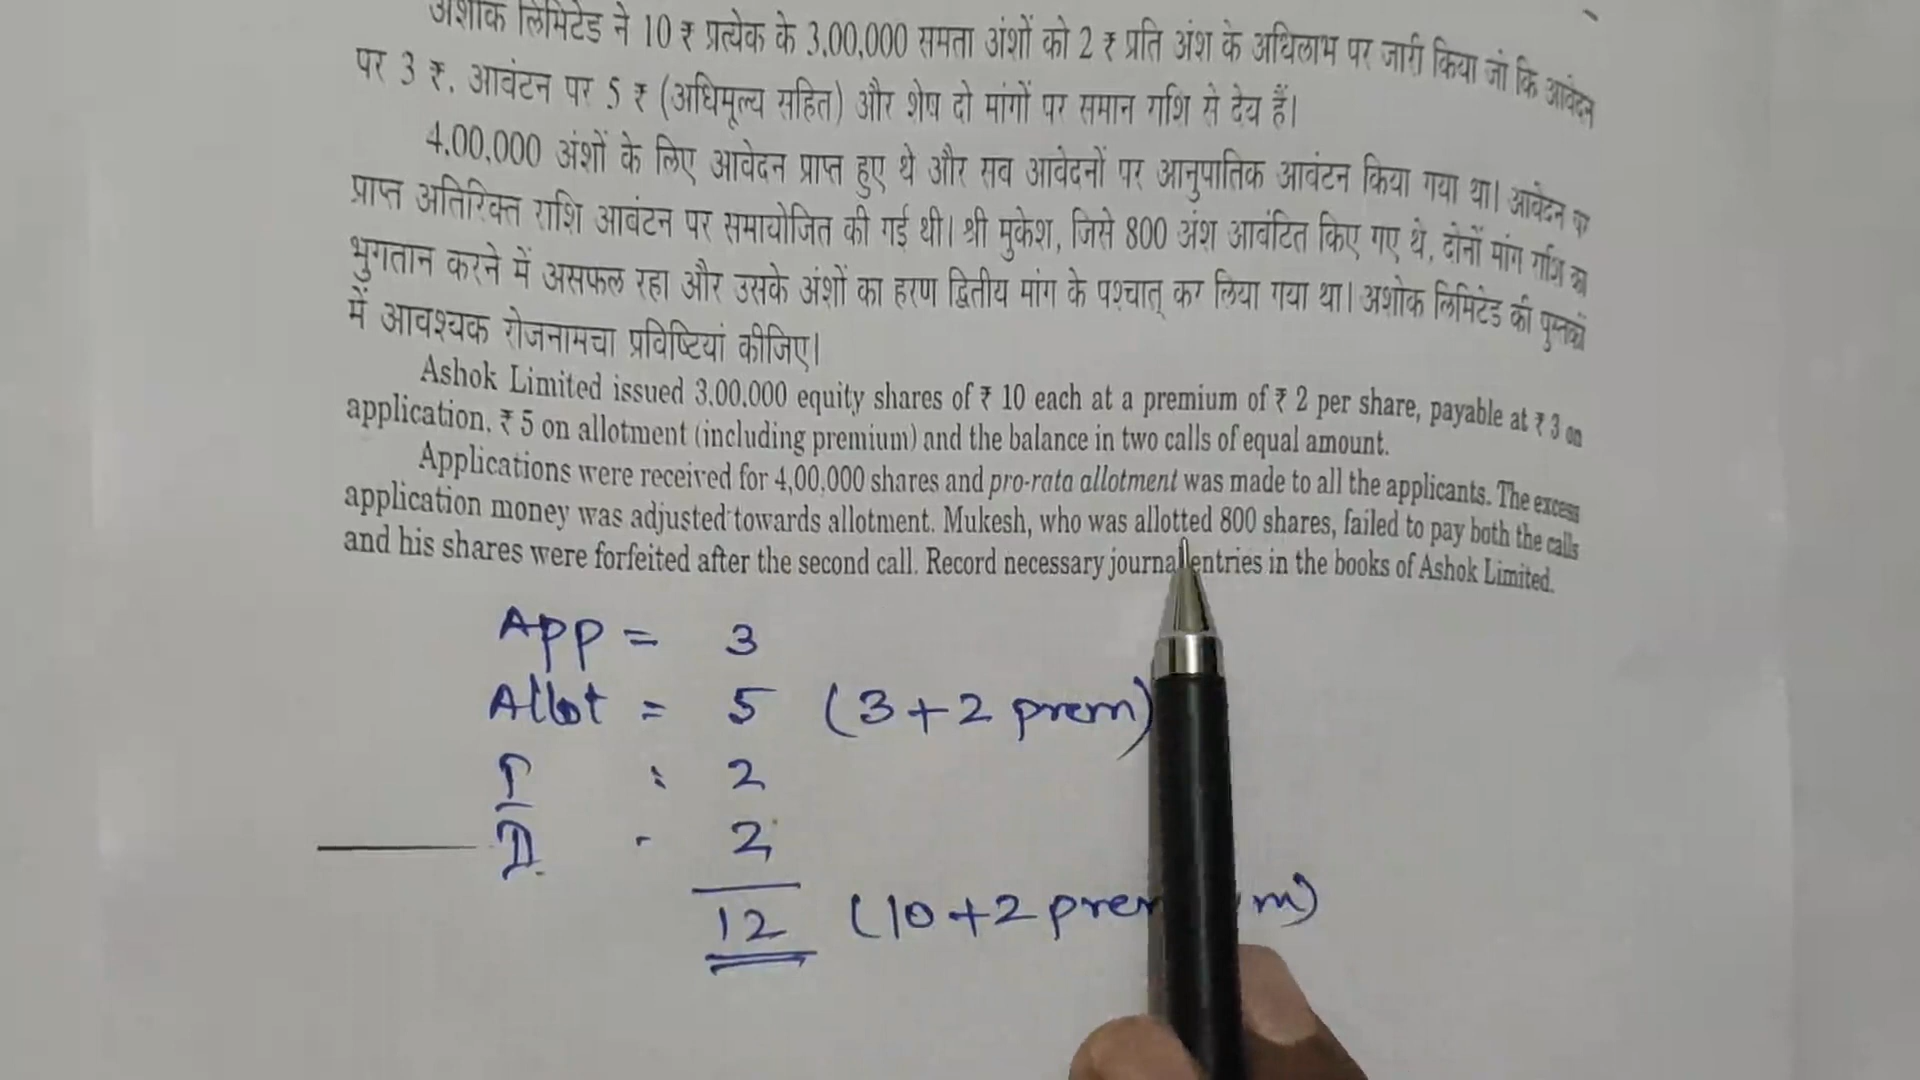 अशोक लिमिटेड ने 10 ₹ प्रत्येक के 3,00,000 समता अंशों को 2 ₹ प्रति अंश के अधिलाभ पर जारी किया जो कि आवेदन
पर 3 ₹, आवंटन पर 5 ₹ (अधिमूल्य सहित) और शेष दो मांगों पर समान राशि से देय हैं।
4,00,000 अंशों के लिए आवेदन प्राप्त हुए थे और सब आवेदनों पर आनुपातिक आवंटन किया गया था। आवेदन पर
प्राप्त अतिरिक्त राशि आवंटन पर समायोजित की गई थी। श्री मुकेश, जिसे 800 अंश आवंटित किए गए थे, दोनों मांग राशि का
भुगतान करने में असफल रहा और उसके अंशों का हरण द्वितीय मांग के पश्चात् कर लिया गया था। अशोक लिमिटेड की पुस्तकों
में आवश्यक रोजनामचा प्रविष्टियां कीजिए।
Ashok Limited issued 3,00,000 equity shares of ₹ 10 each at a premium of ₹ 2 per share, payable at ₹ 3 on
application, ₹ 5 on allotment (including premium) and the balance in two calls of equal amount.
Applications were received for 4,00,000 shares and pro-rata allotment was made to all the applicants. The excess
application money was adjusted towards allotment. Mukesh, who was allotted 800 shares, failed to pay both the calls
and his shares were forfeited after the second call. Record necessary journal entries in the books of Ashok Limited.
App = 3
Allot = 5 (3+2 prem)
I : 2
II - 2
12 (10+2 premium)